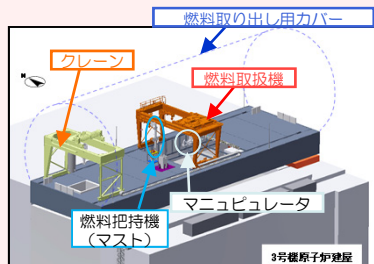 燃料取り出し用カバー
クレーン
燃料取扱機
N
マニュピュレータ
燃料把持機
（マスト）
3号機原子炉建屋